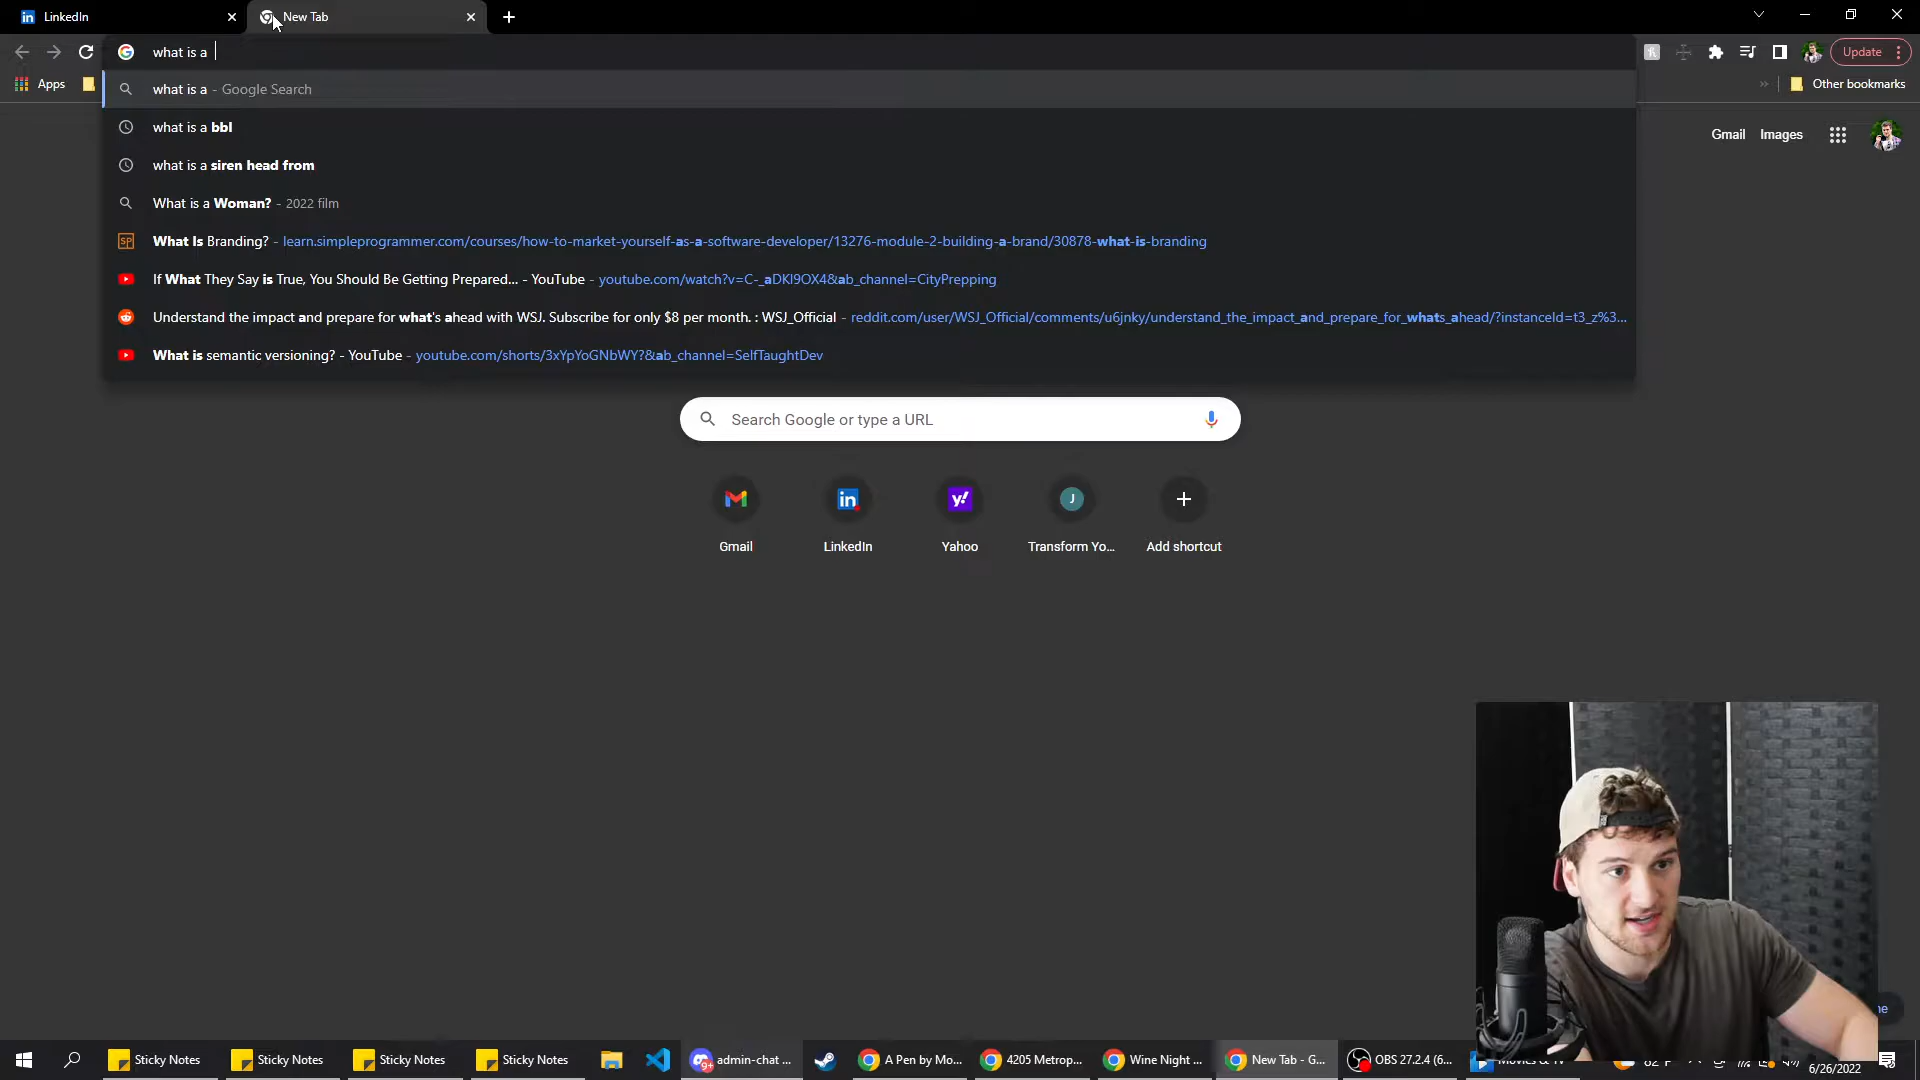 LinkedIn
New Tab
what is a
Update
Apps
Other bookmarks
what is a - Google Search
what is a bbl
what is a siren head from
What is a Woman? - 2022 film
What Is Branding? - learn.simpleprogrammer.com/courses/how-to-market-yourself-as-a-software-developer/13276-module-2-building-a-brand/30878-what-is-branding
If What They Say is True, You Should Be Getting Prepared... - YouTube - youtube.com/watch?v=C-_aDKl9OX4&ab_channel=CityPrepping
Understand the impact and prepare for what's ahead with WSJ. Subscribe for only $8 per month. : WSJ_Official - reddit.com/user/WSJ_Official/comments/u6jnky/understand_the_impact_and_prepare_for_whats_ahead/?instanceId=t3_z%3...
What is semantic versioning? - YouTube - youtube.com/shorts/3xYpYoGNbWY?&ab_channel=SelfTaughtDev
Gmail Images
Search Google or type a URL
Gmail
LinkedIn
Yahoo
Transform Yo...
Add shortcut
Sticky Notes
Sticky Notes
Sticky Notes
Sticky Notes
admin-chat ...
A Pen by Mo...
4205 Metrop...
Wine Night ...
New Tab - G...
OBS 27.2.4 (6...
6/26/2022